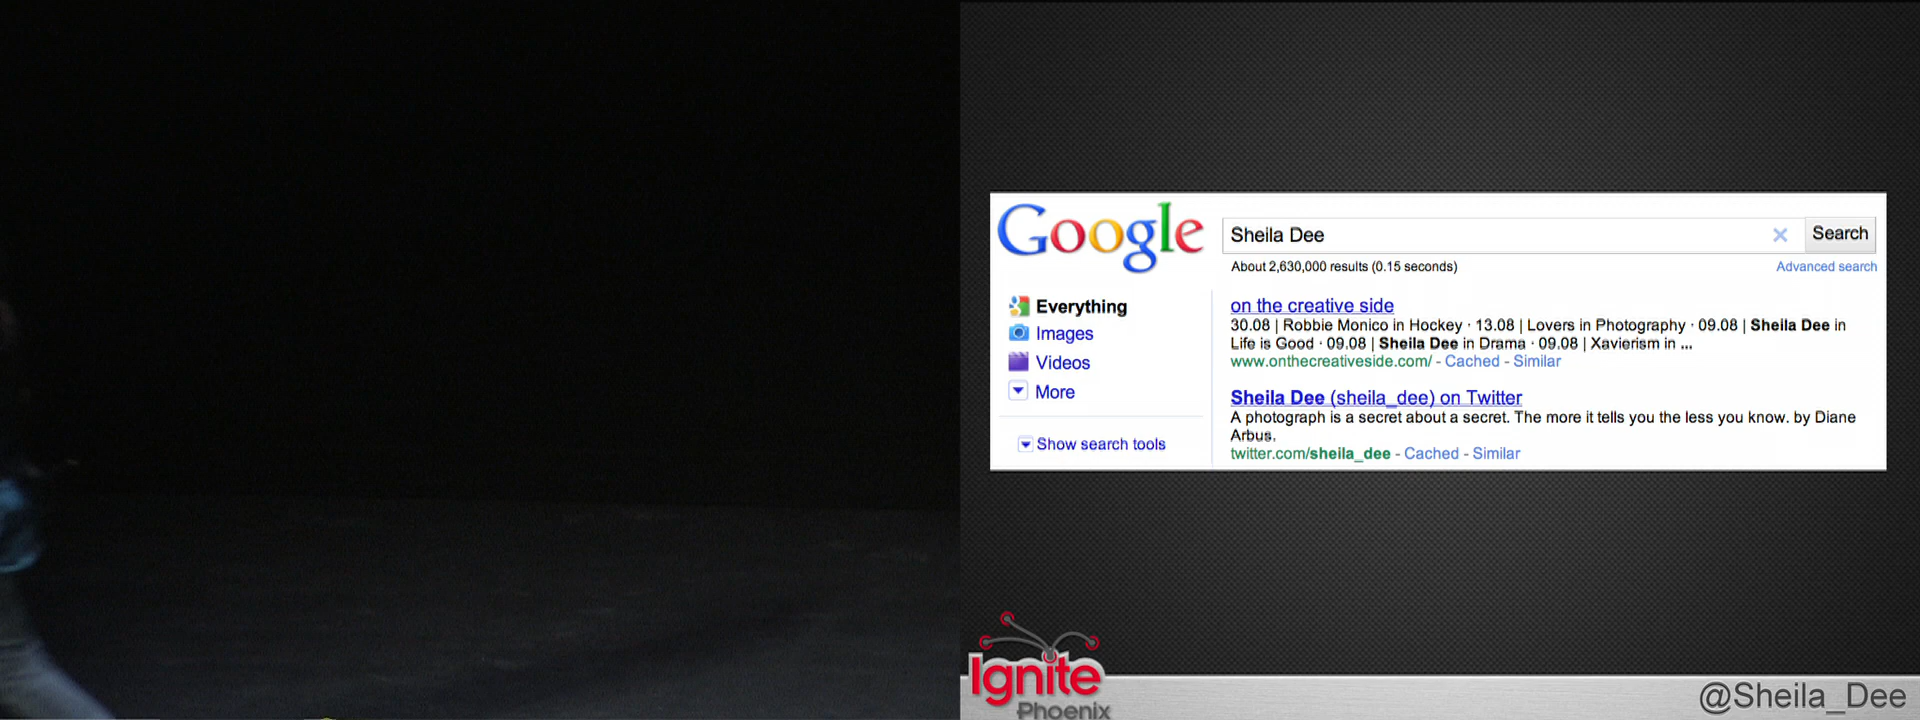 Google
Sheila Dee
Search
About 2,630,000 results (0.15 seconds)
Advanced search
Everything
Images
Videos
More
Show search tools
on the creative side
30.08 | Robbie Monico in Hockey · 13.08 | Lovers in Photography · 09.08 | Sheila Dee in
Life is Good · 09.08 | Sheila Dee in Drama · 09.08 | Xavierism in ...
www.onthecreativeside.com/ - Cached - Similar
Sheila Dee (sheila_dee) on Twitter
A photograph is a secret about a secret. The more it tells you the less you know. by Diane
Arbus.
twitter.com/sheila_dee - Cached - Similar
Ignite
Phoenix
@Sheila_Dee